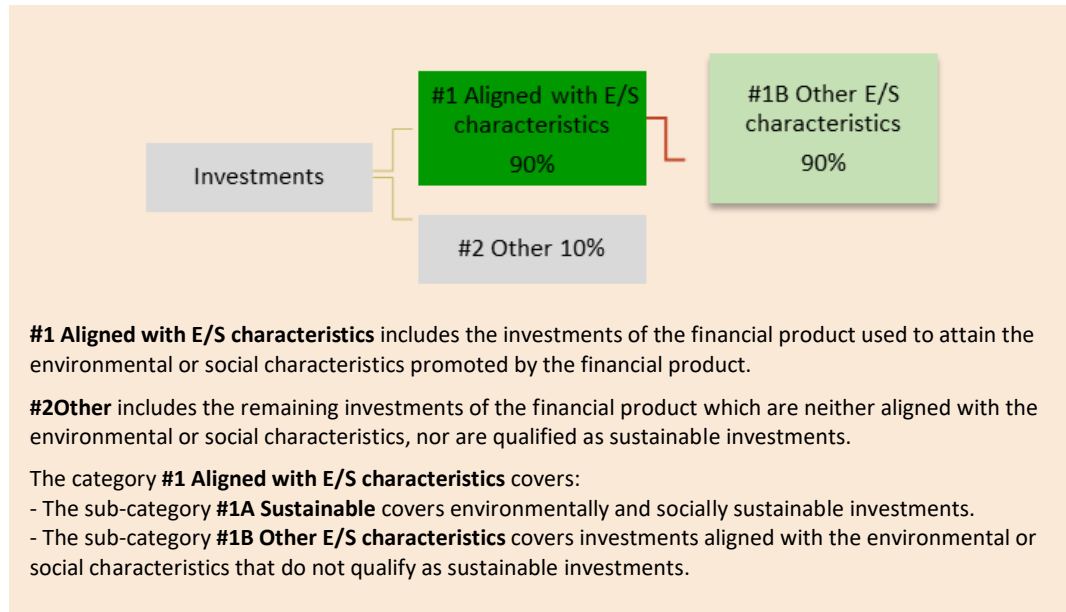 #1 Aligned with E/S
characteristics
90%
#1B Other E/S
characteristics
90%
Investments
#2 Other 10%
#1 Aligned with E/S characteristics includes the investments of the financial product used to attain the
environmental or social characteristics promoted by the financial product.
#2Other includes the remaining investments of the financial product which are neither aligned with the
environmental or social characteristics, nor are qualified as sustainable investments.
The category #1 Aligned with E/S characteristics covers:
- The sub-category #1A Sustainable covers environmentally and socially sustainable investments.
- The sub-category #1B Other E/S characteristics covers investments aligned with the environmental or
social characteristics that do not qualify as sustainable investments.